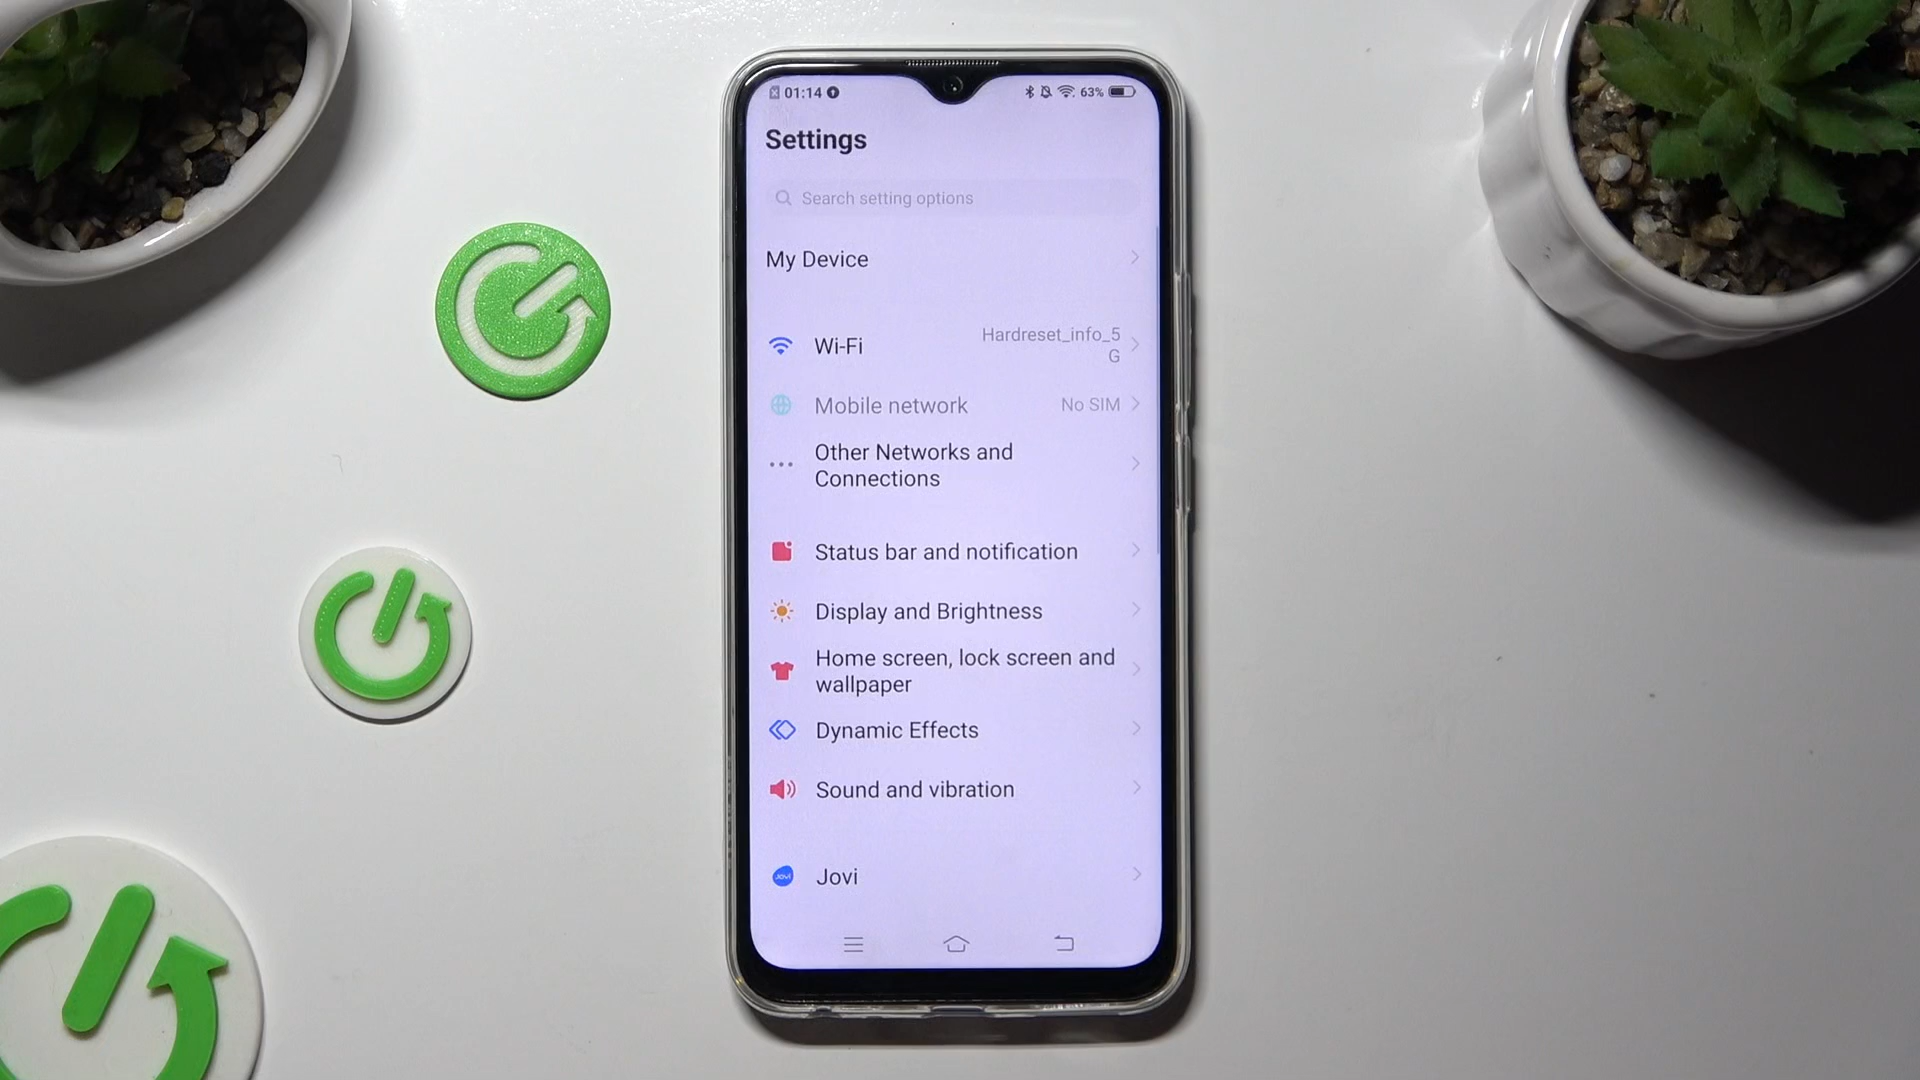 01:14 63%
Settings
Search setting options
My Device
Wi-Fi
Hardreset_info_5
G
Mobile network No SIM
Other Networks and
Connections
Status bar and notification
Display and Brightness
Home screen, lock screen and
wallpaper
Dynamic Effects
Sound and vibration
Jovi Jovi